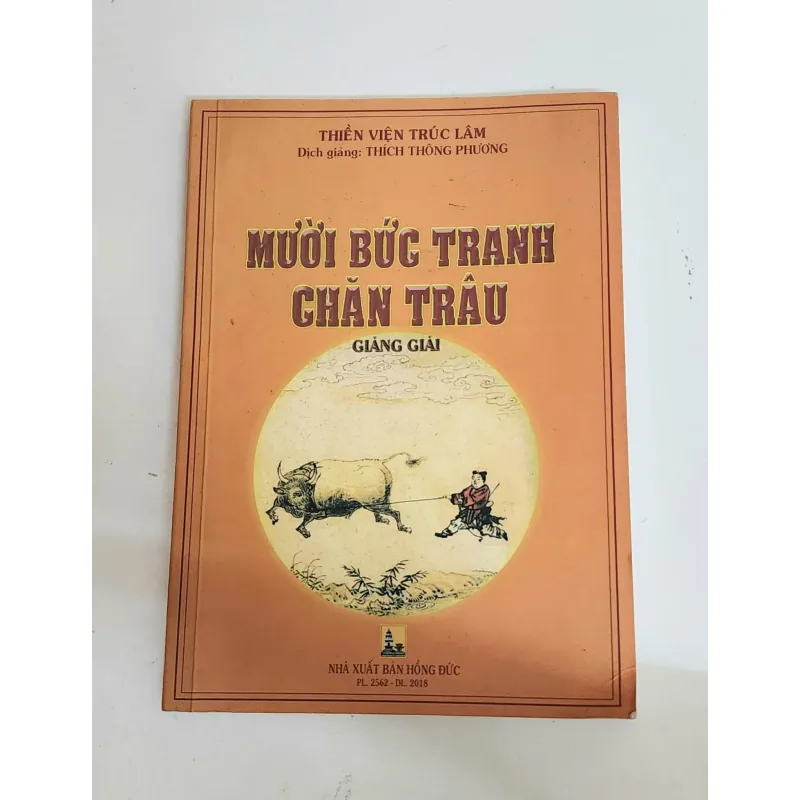 THIỀN VIỆN TRÚC LÂM
Dịch giảng: THÍCH THÔNG PHƯƠNG
MƯỜI BỨC TRANH
CHĂN TRÂU
GIẢNG GIẢI
NHÀ XUẤT BẢN HỒNG ĐỨC
PL. 2562 - DL. 2018